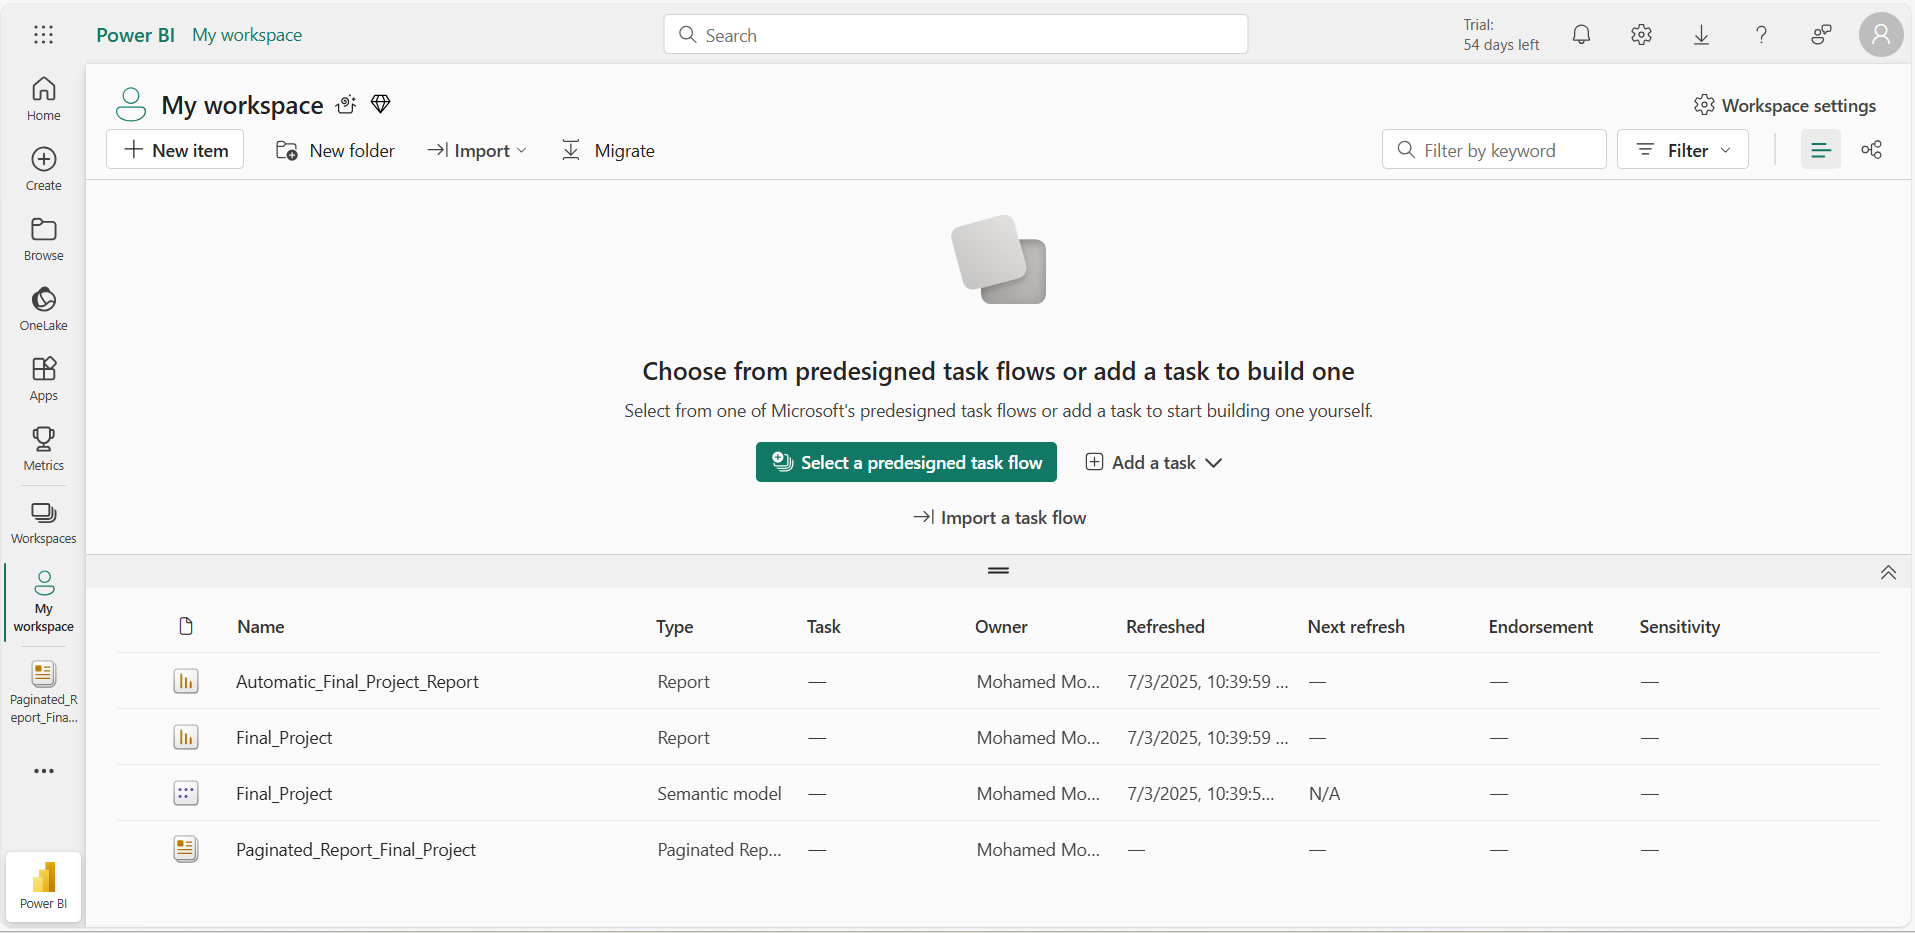 Power BI My workspace
Search
Trial:
54 days left
Home
Create
Browse
OneLake
Apps
Metrics
Workspaces
My
workspace
Paginated_R
eport_Fina...
Power BI
My workspace
Workspace settings
New item
New folder
Import
Migrate
Filter by keyword
Filter
Choose from predesigned task flows or add a task to build one
Select from one of Microsoft's predesigned task flows or add a task to start building one yourself.
Select a predesigned task flow
Add a task
Import a task flow
Name Type Task Owner Refreshed Next refresh Endorsement Sensitivity
Automatic_Final_Project_Report Report — Mohamed Mo... 7/3/2025, 10:39:59 ... — — —
Final_Project Report — Mohamed Mo... 7/3/2025, 10:39:59 ... — — —
Final_Project Semantic model — Mohamed Mo... 7/3/2025, 10:39:5... N/A — —
Paginated_Report_Final_Project Paginated Rep... — Mohamed Mo... — — — —